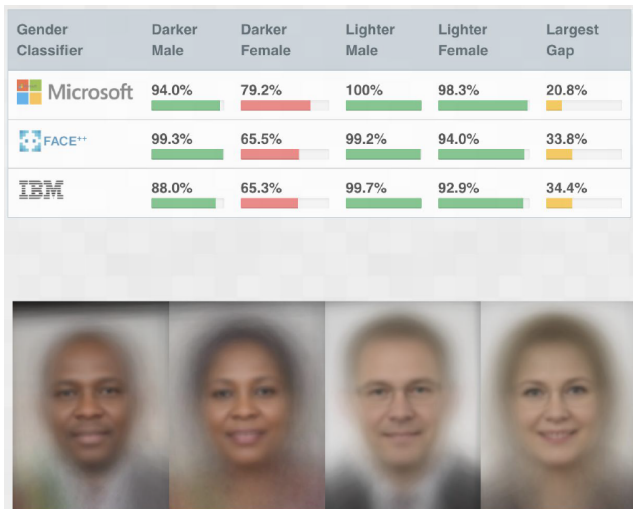 Gender Classifier Darker Male Darker Female Lighter Male Lighter Female Largest Gap
Microsoft 94.0% 79.2% 100% 98.3% 20.8%
FACE++ 99.3% 65.5% 99.2% 94.0% 33.8%
IBM 88.0% 65.3% 99.7% 92.9% 34.4%